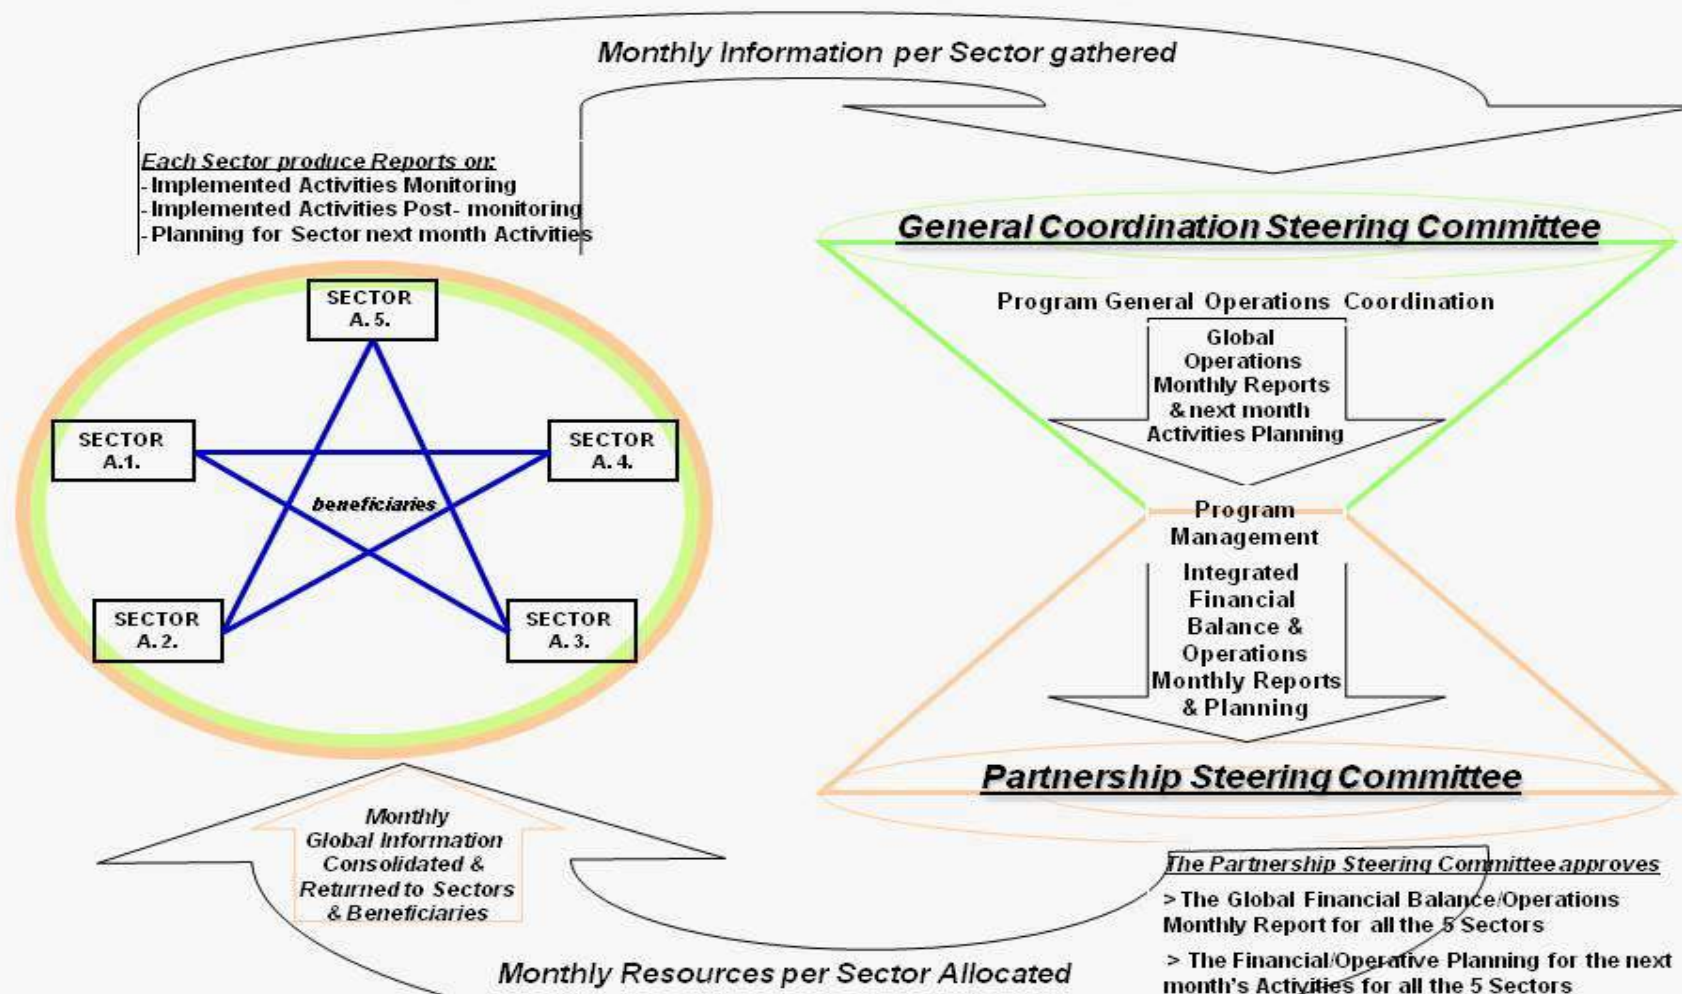 Monthly Information per Sector gathered
Each Sector produce Reports on:
- Implemented Activities Monitoring
- Implemented Activities Post- monitoring
- Planning for Sector next month Activities
SECTOR
A. 5.
SECTOR
A.1.
SECTOR
A. 4.
beneficiaries
SECTOR
A. 2.
SECTOR
A. 3.
General Coordination Steering Committee
Program General Operations Coordination
Global
Operations
Monthly Reports
& next month
Activities Planning
Program
Management
Integrated
Financial
Balance &
Operations
Monthly Reports
& Planning
Partnership Steering Committee
Monthly
Global Information
Consolidated &
Returned to Sectors
& Beneficiaries
Monthly Resources per Sector Allocated
The Partnership Steering Committee approves
> The Global Financial Balance/Operations
Monthly Report for all the 5 Sectors
> The Financial/Operative Planning for the next
month's Activities for all the 5 Sectors